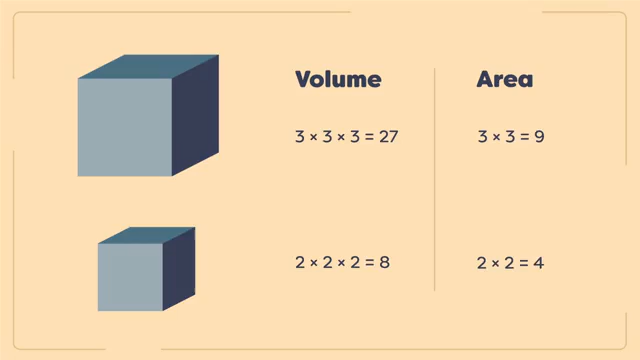 Volume
Area
3 × 3 × 3 = 27
3 × 3 = 9
2 × 2 × 2 = 8
2 × 2 = 4